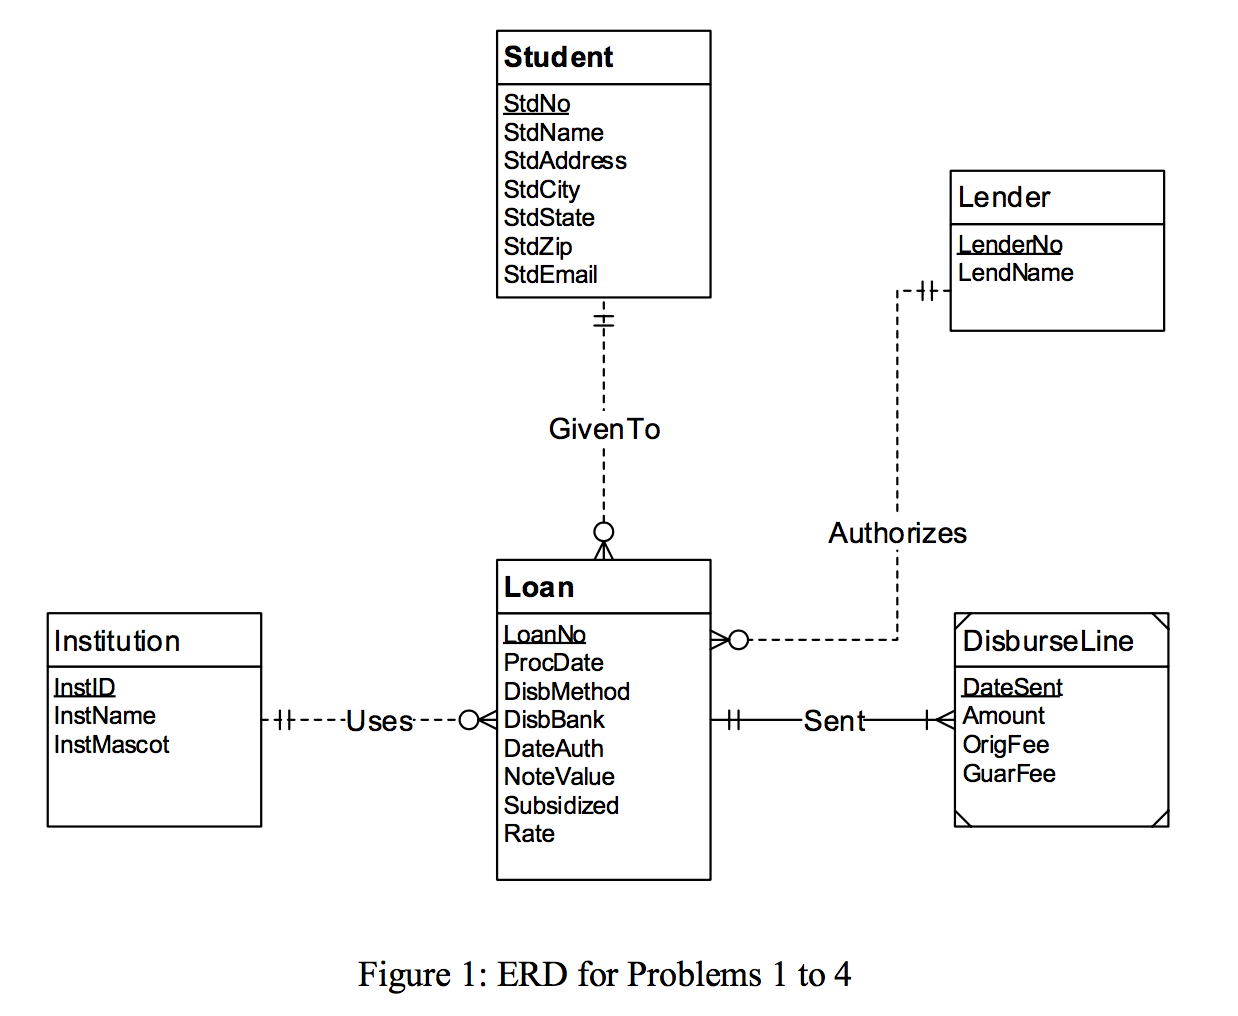 Student
StdNo
StdName
StdAddress
StdCity
StdState
StdZip
StdEmail
Lender
LenderNo
LendName
GivenTo
Authorizes
Loan
LoanNo
ProcDate
DisbMethod
DisbBank
DateAuth
NoteValue
Subsidized
Rate
Institution
InstID
InstName
InstMascot
Uses
Sent
DisburseLine
DateSent
Amount
OrigFee
GuarFee
Figure 1: ERD for Problems 1 to 4